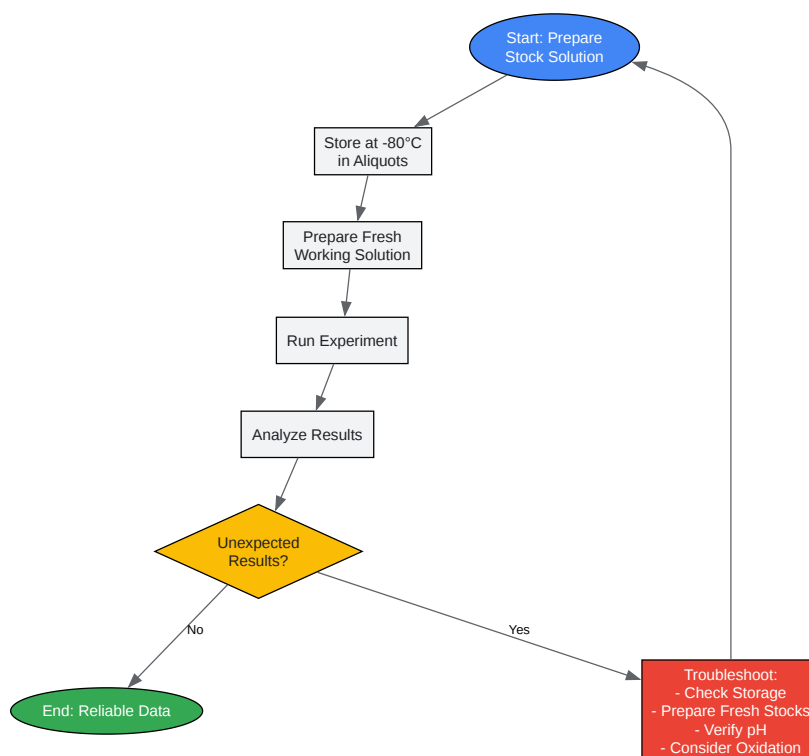 Start: Prepare
Stock Solution
Store at -80°C
in Aliquots
Prepare Fresh
Working Solution
Run Experiment
Analyze Results
Unexpected
Results?
No
Yes
End: Reliable Data
Troubleshoot:
- Check Storage
- Prepare Fresh Stocks
- Verify pH
- Consider Oxidation